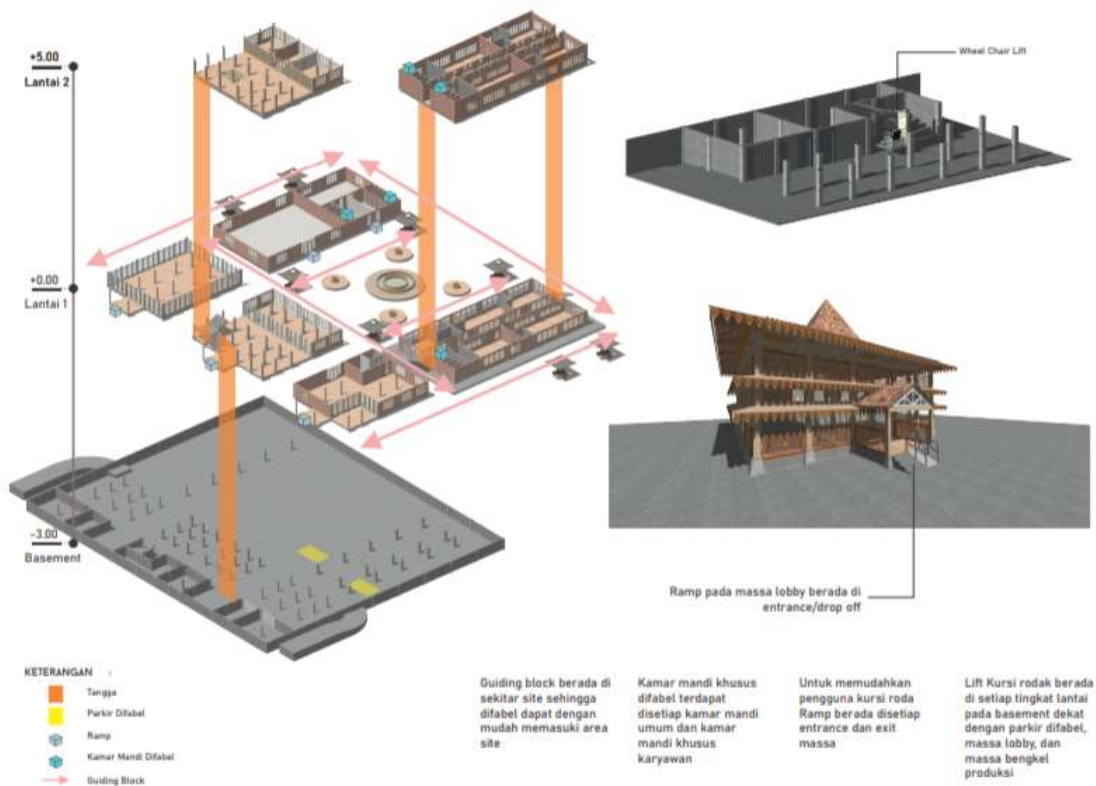 +5.00
Lantai 2
+0.00
Lantai 1
-3.00
Basement
Wheel Chair Lift
Ramp pada massa lobby berada di
entrance/drop off
KETERANGAN :
Tangga
Parkir Difabel
Ramp
Kamar Mandi Difabel
Guiding Block
Guiding block berada di
sekitar site sehingga
difabel dapat dengan
mudah memasuki area
site
Kamar mandi khusus
difabel terdapat
disetiap kamar mandi
umum dan kamar
mandi khusus
karyawan
Untuk memudahkan
pengguna kursi roda
Ramp berada disetiap
entrance dan exit
massa
Lift Kursi rodak berada
di setiap tingkat lantai
pada basement dekat
dengan parkir difabel,
massa lobby, dan
massa bengkel
produksi